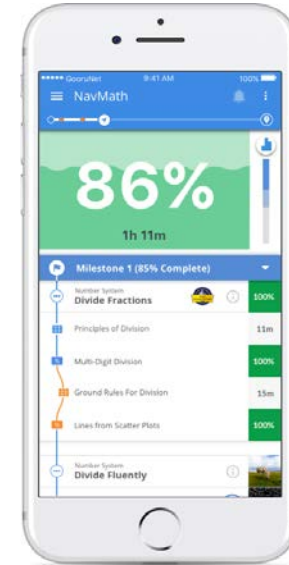 GooruNet 9:41 AM 100%
NavMath
86%
1h 11m
Milestone 1 (85% Complete)
Number System
Divide Fractions
100%
Principles of Division
11m
Multi-Digit Division
100%
Ground Rules For Division
15m
Lines from Scatter Plots
100%
Number System
Divide Fluently